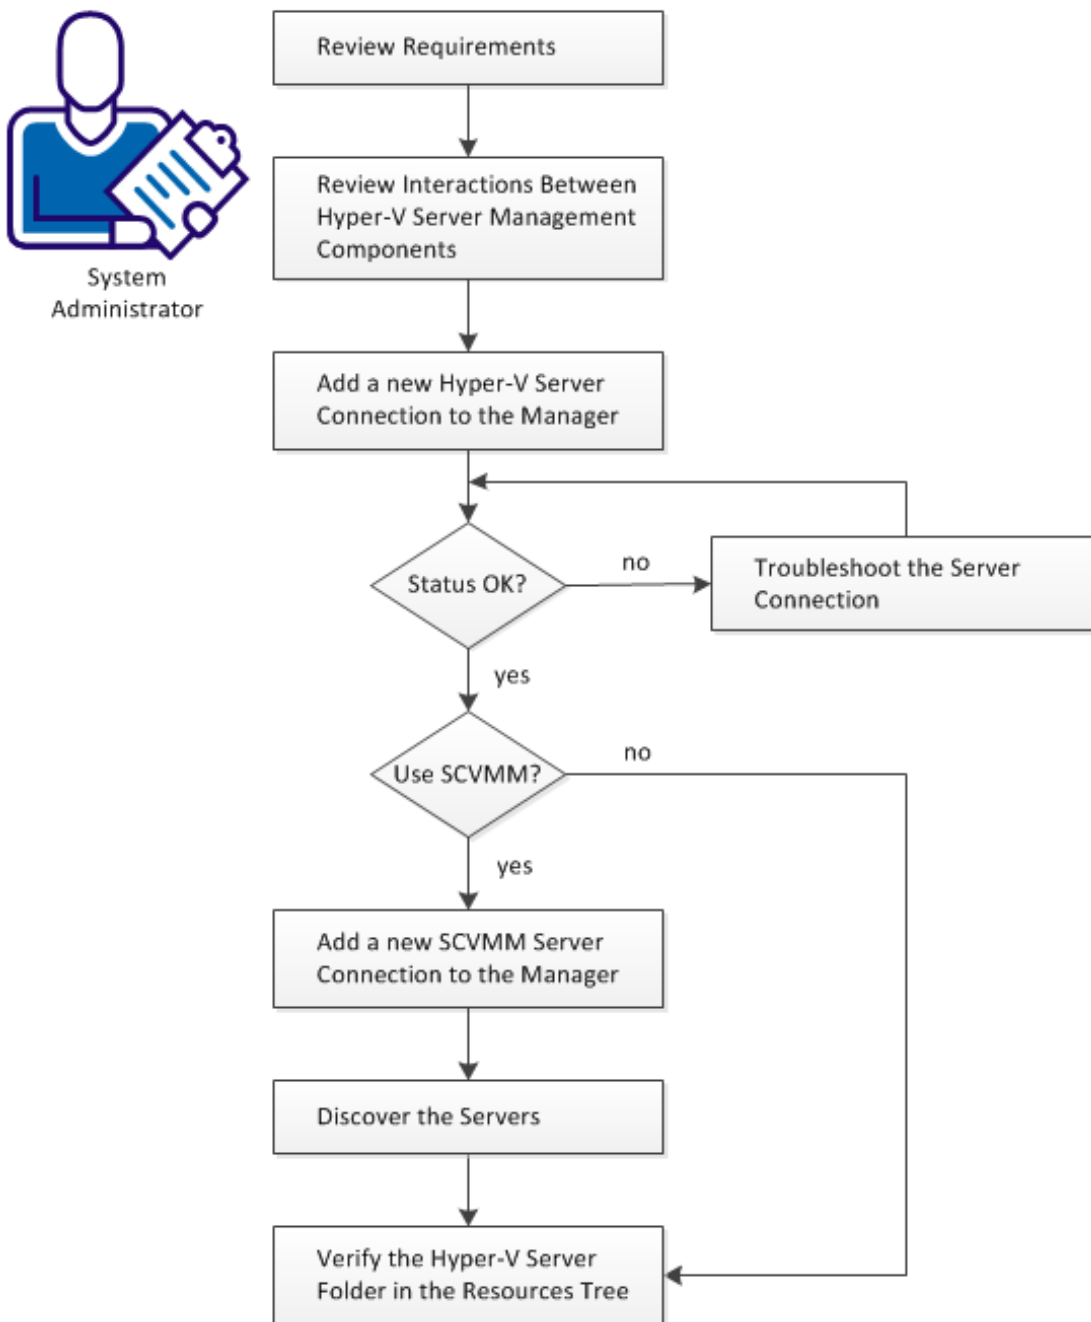 Review Requirements
System
Administrator
Review Interactions Between
Hyper-V Server Management
Components
Add a new Hyper-V Server
Connection to the Manager
Status OK?
no
Troubleshoot the Server
Connection
yes
Use SCVMM?
no
yes
Add a new SCVMM Server
Connection to the Manager
Discover the Servers
Verify the Hyper-V Server
Folder in the Resources Tree